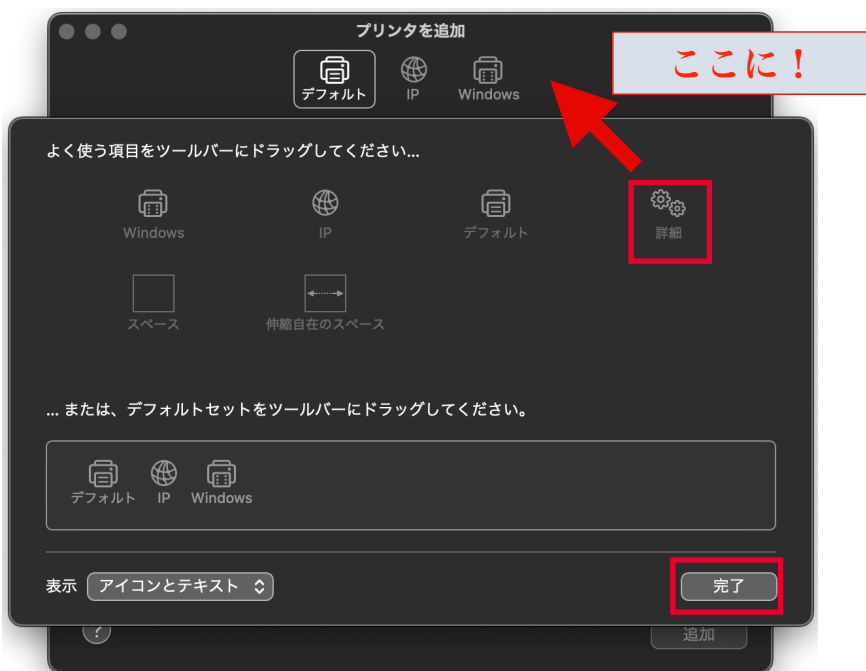 プリンタを追加
ここに！
デフォルト IP Windows
よく使う項目をツールバーにドラッグしてください...
Windows IP デフォルト 詳細
スペース 伸縮自在のスペース
... または、デフォルトセットをツールバーにドラッグしてください。
デフォルト IP Windows
表示 アイコンとテキスト 完了
? 追加